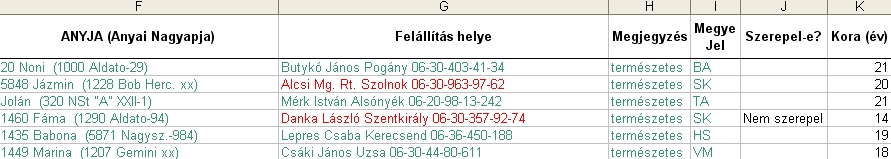 F G H I J K
ANYJA (Anyai Nagyapja) Felállítás helye Megjegyzés Megye Jel Szerepel-e? Kora (év)
20 Noni (1000 Aldato-29) Butykó János Pogány 06-30-403-41-34 természetes BA 21
5848 Jázmin (1228 Bob Herc. xx) Alcsi Mg. Rt. Szolnok 06-30-963-97-62 természetes SK 20
Jolán (320 NSt "A" XXII-1) Mérk István Alsónyék 06-20-98-13-242 természetes TA 21
1460 Fáma (1290 Aldato-94) Danka László Szentkirály 06-30-357-92-74 természetes SK Nem szerepel 14
1435 Babona (5871 Nagysz.-984) Lepres Csaba Kerecsend 06-36-450-188 természetes HS 19
1449 Marina (1207 Gemini xx) Csáki János Uzsa 06-30-44-80-611 természetes VM 18